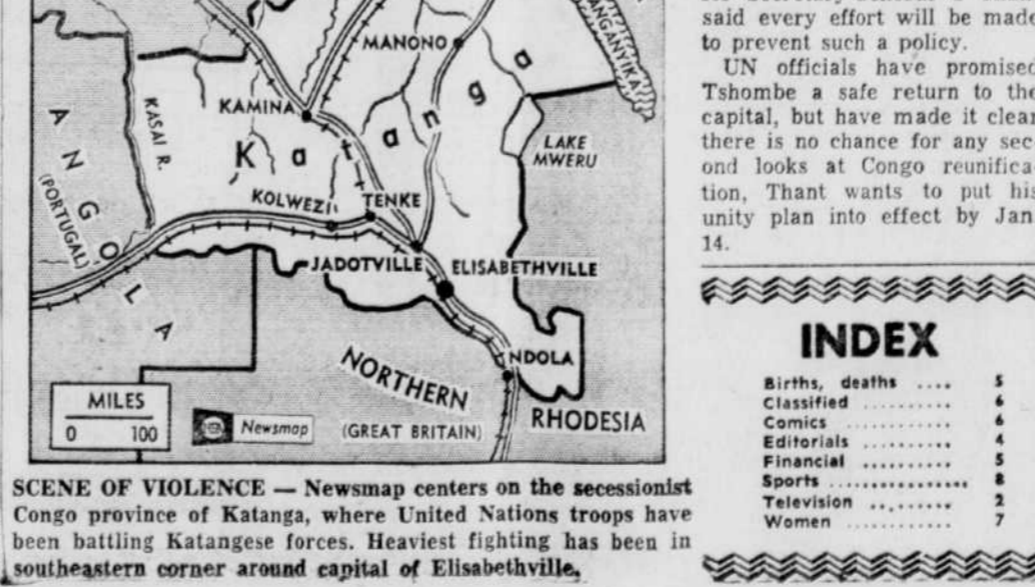 MANONO
TANGANYIKA
KAMINA
KASAI R.
Katanga
LAKE
MWERU
ANGOLA
(PORTUGAL)
KOLWEZI
TENKE
JADOTVILLE
ELISABETHVILLE
NDOLA
NORTHERN
RHODESIA
(GREAT BRITAIN)
MILES
0 100
Newsmap
SCENE OF VIOLENCE — Newsmap centers on the secessionist
Congo province of Katanga, where United Nations troops have
been battling Katangese forces. Heaviest fighting has been in
southeastern corner around capital of Elisabethville.
said every effort will be made
to prevent such a policy.
UN officials have promised
Tshombe a safe return to the
capital, but have made it clear
there is no chance for any sec-
ond looks at Congo reunifica-
tion, Thant wants to put his
unity plan into effect by Jan
14.
INDEX
Births, deaths .... 5
Classified .......... 6
Comics .......... 6
Editorials .......... 4
Financial .......... 5
Sports ............... 8
Television .......... 2
Women ............ 7